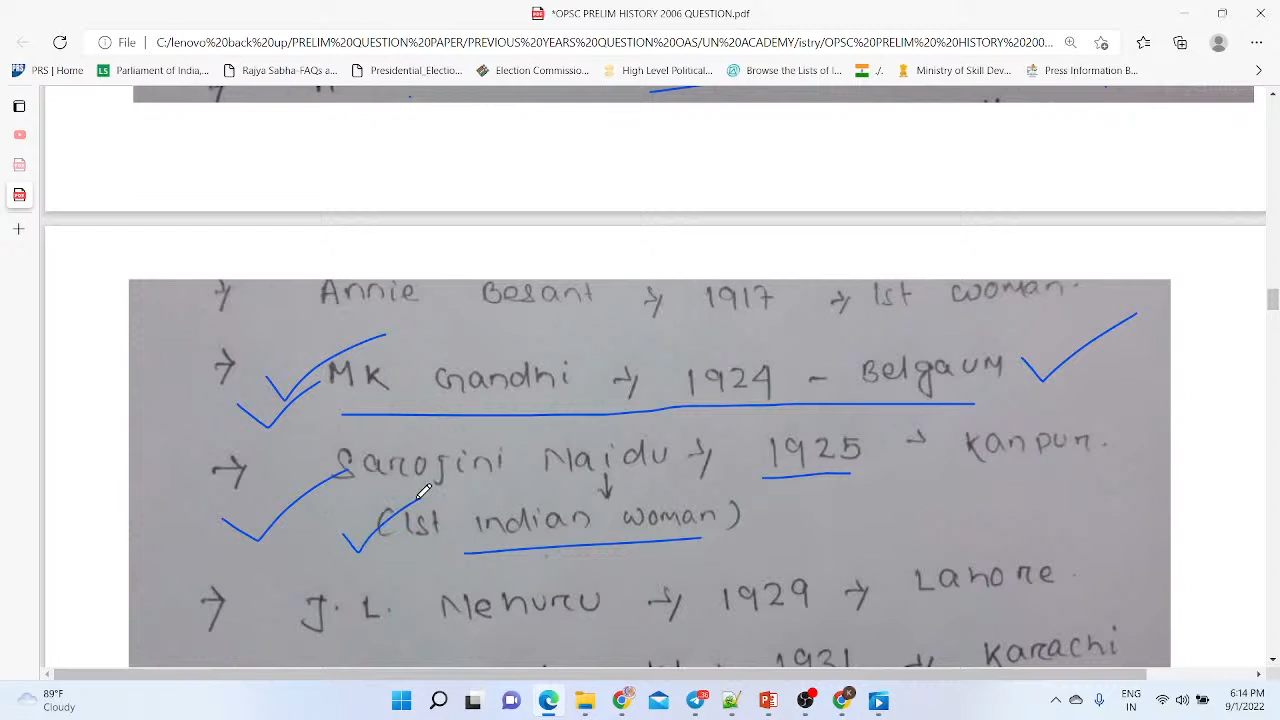 *OPSC PRELIM HISTORY 2006 QUESTION.pdf
File C:/lenovo%20back%20up/PRELIM%20QUESTION%20PAPER/PREVIOUS%20YEARS%20QUESTION%20OAS/UN%20ACADEMY/istry/OPSC%20PRELIM%20%20HISTORY%20200...
PRS | Home Parliament of India,... Rajya Sabha-FAQs... Presidential_Electio... Election Commissio... High Level Political... Browse the Lists of I... /. Ministry of Skill Dev... Press Information B...
→ Annie Besant → 1917 → 1st woman.
→ MK Gandhi → 1924 - BelgaUM
→ Sarojini Naidu → 1925 → Kanpur.
(1st indian woman)
→ J. L. Nehuru → 1929 → Lahore.
1931 → Karachi
89°F
Cloudy
38
K
ENG
IN
6:14 PM
9/1/2022